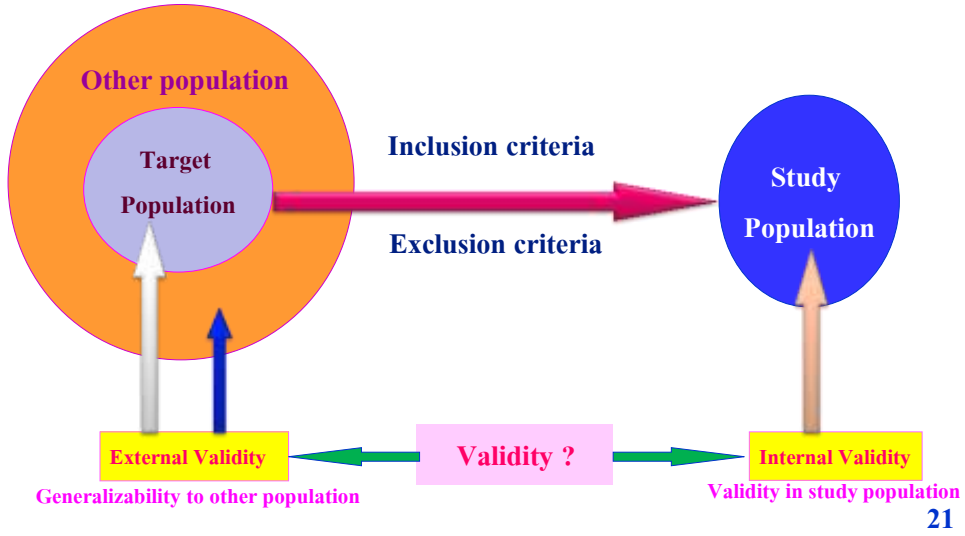 Other population
Target
Population
Inclusion criteria
Exclusion criteria
Study
Population
External Validity
Generalizability to other population
Validity ?
Internal Validity
Validity in study population
21